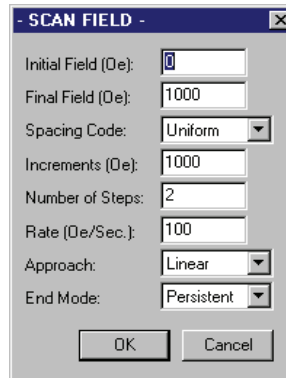 - SCAN FIELD -
Initial Field (Oe): 0
Final Field (Oe): 1000
Spacing Code: Uniform
Increments (Oe): 1000
Number of Steps: 2
Rate (Oe/Sec.): 100
Approach: Linear
End Mode: Persistent
OK Cancel